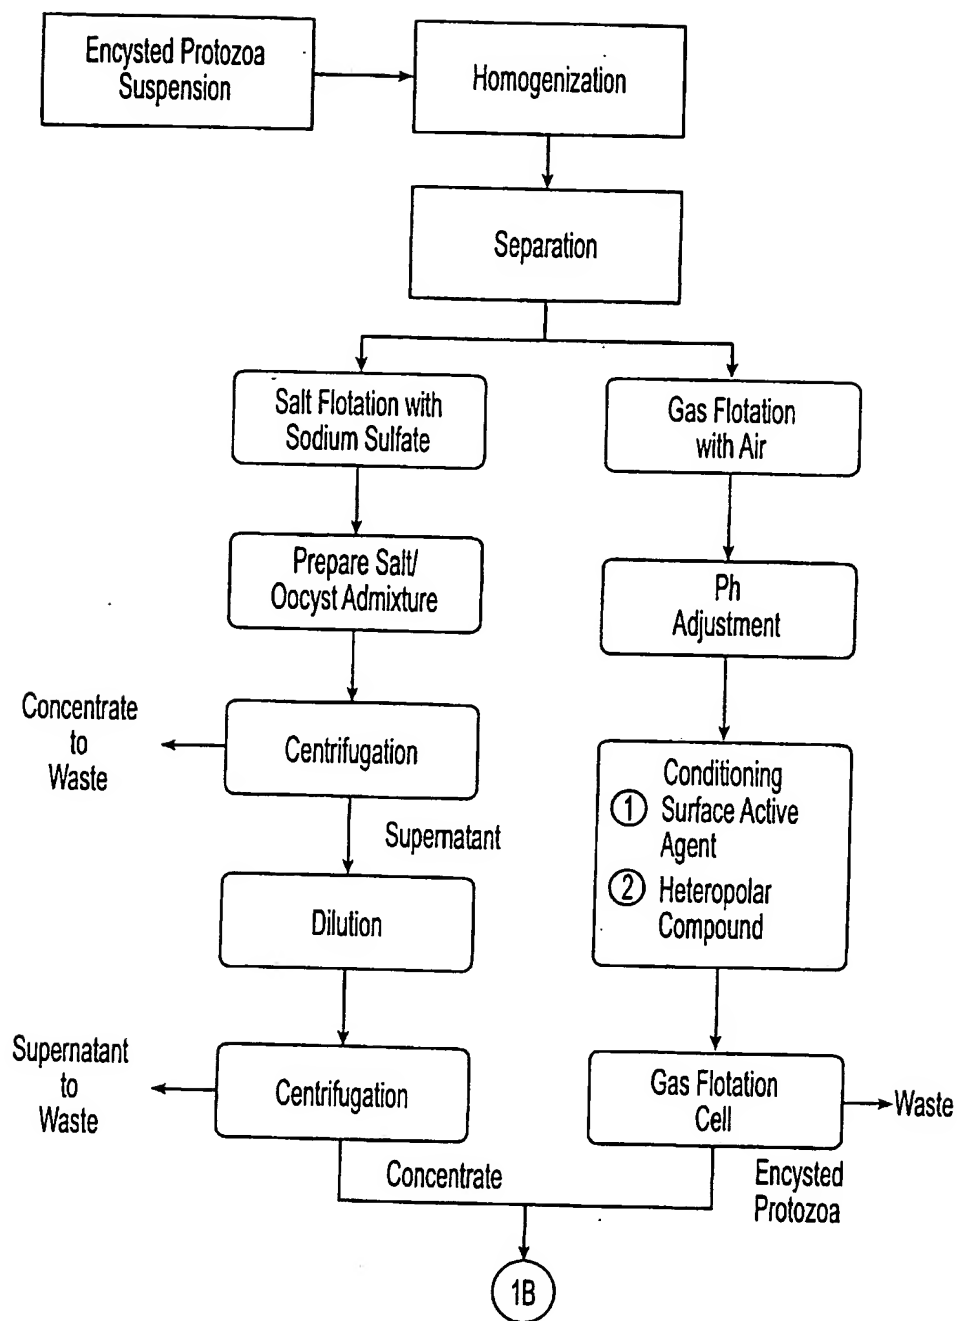 Encysted Protozoa
Suspension
Homogenization
Separation
Salt Flotation with
Sodium Sulfate
Gas Flotation
with Air
Prepare Salt/
Oocyst Admixture
Ph
Adjustment
Concentrate
to
Waste
Centrifugation
Conditioning
1 Surface Active
Agent
2 Heteropolar
Compound
Supernatant
Dilution
Supernatant
to
Waste
Centrifugation
Gas Flotation
Cell
Waste
Concentrate
Encysted
Protozoa
1B